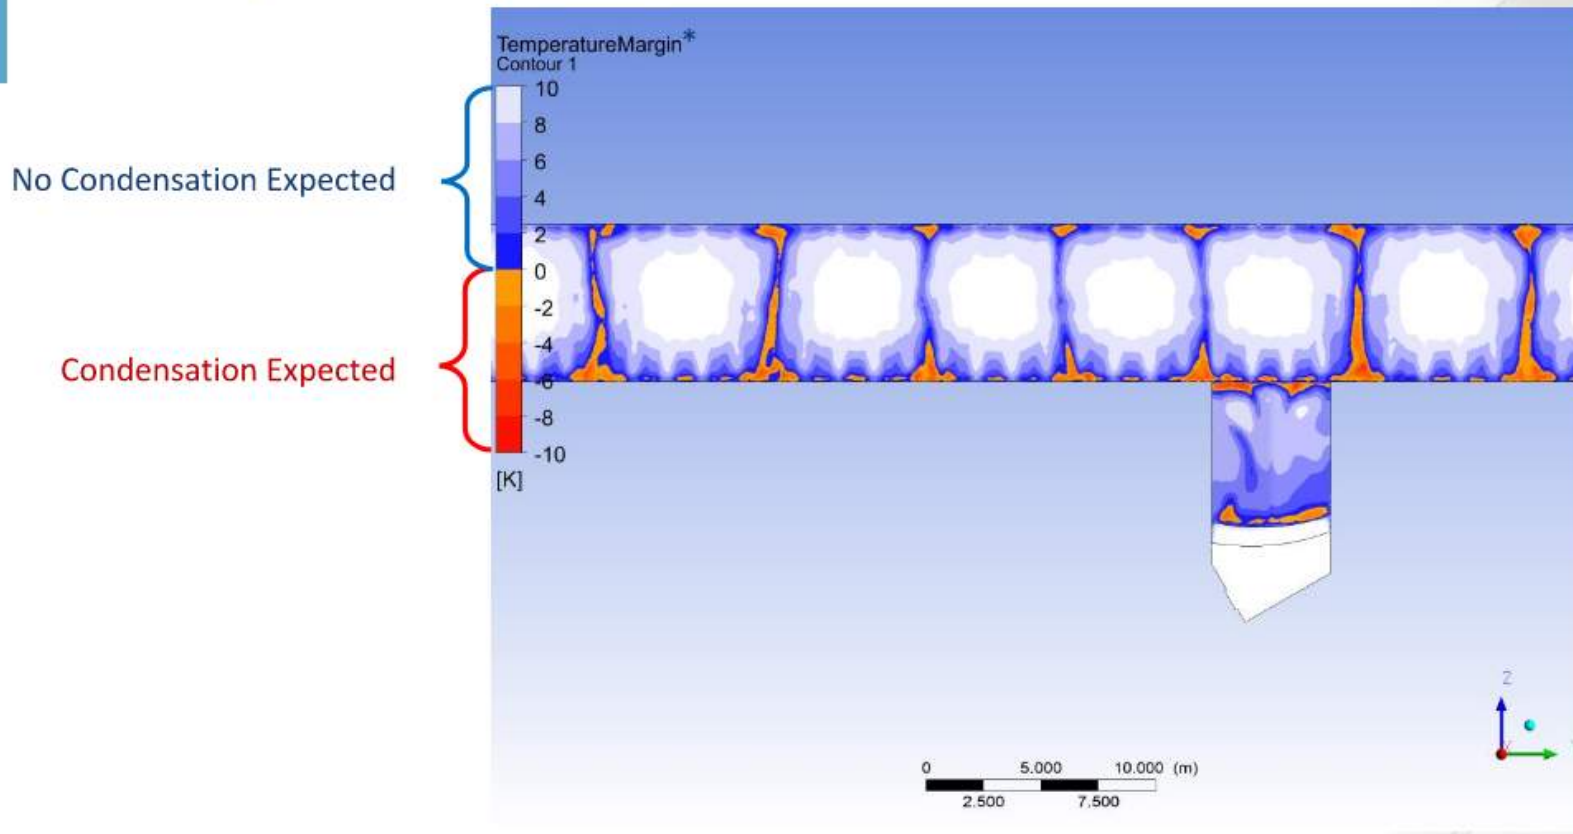 TemperatureMargin*
Contour 1
10
8
No Condensation Expected
6
4
2
0
-2
-4
Condensation Expected
-6
-8
-10
[K]
Z
0 5.000 10.000 (m)
2.500 7.500